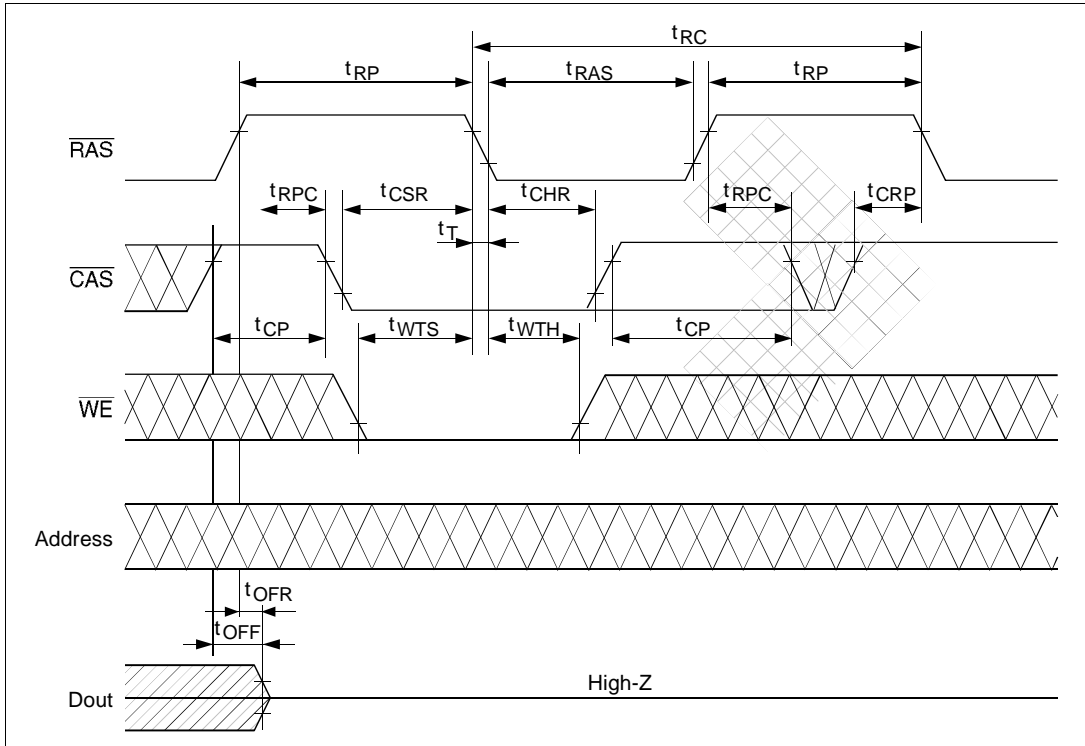 tRC
tRP tRAS tRP
RAS
tRPC tCSR tCHR tRPC tCRP
tT
CAS
tCP tWTS tWTH tCP
WE
Address
tOFR
tOFF
High-Z
Dout